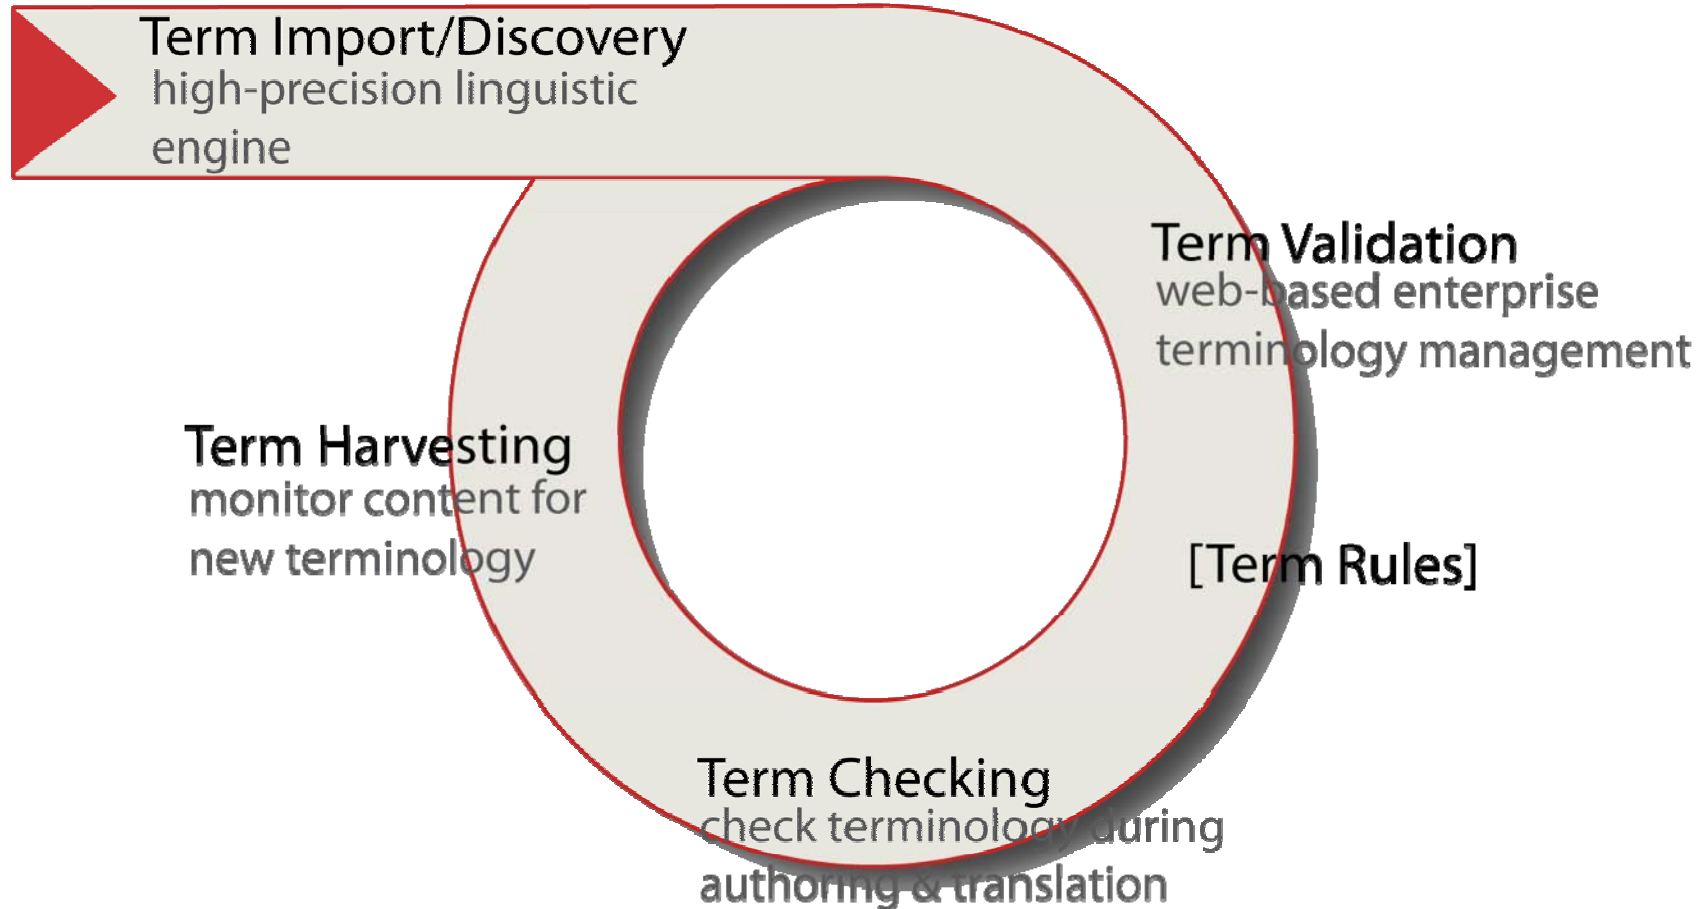 Term Import/Discovery
high-precision linguistic
engine
Term Validation
web-based enterprise
terminology management
Term Harvesting
monitor content for
new terminology
[Term Rules]
Term Checking
check terminology during
authoring & translation